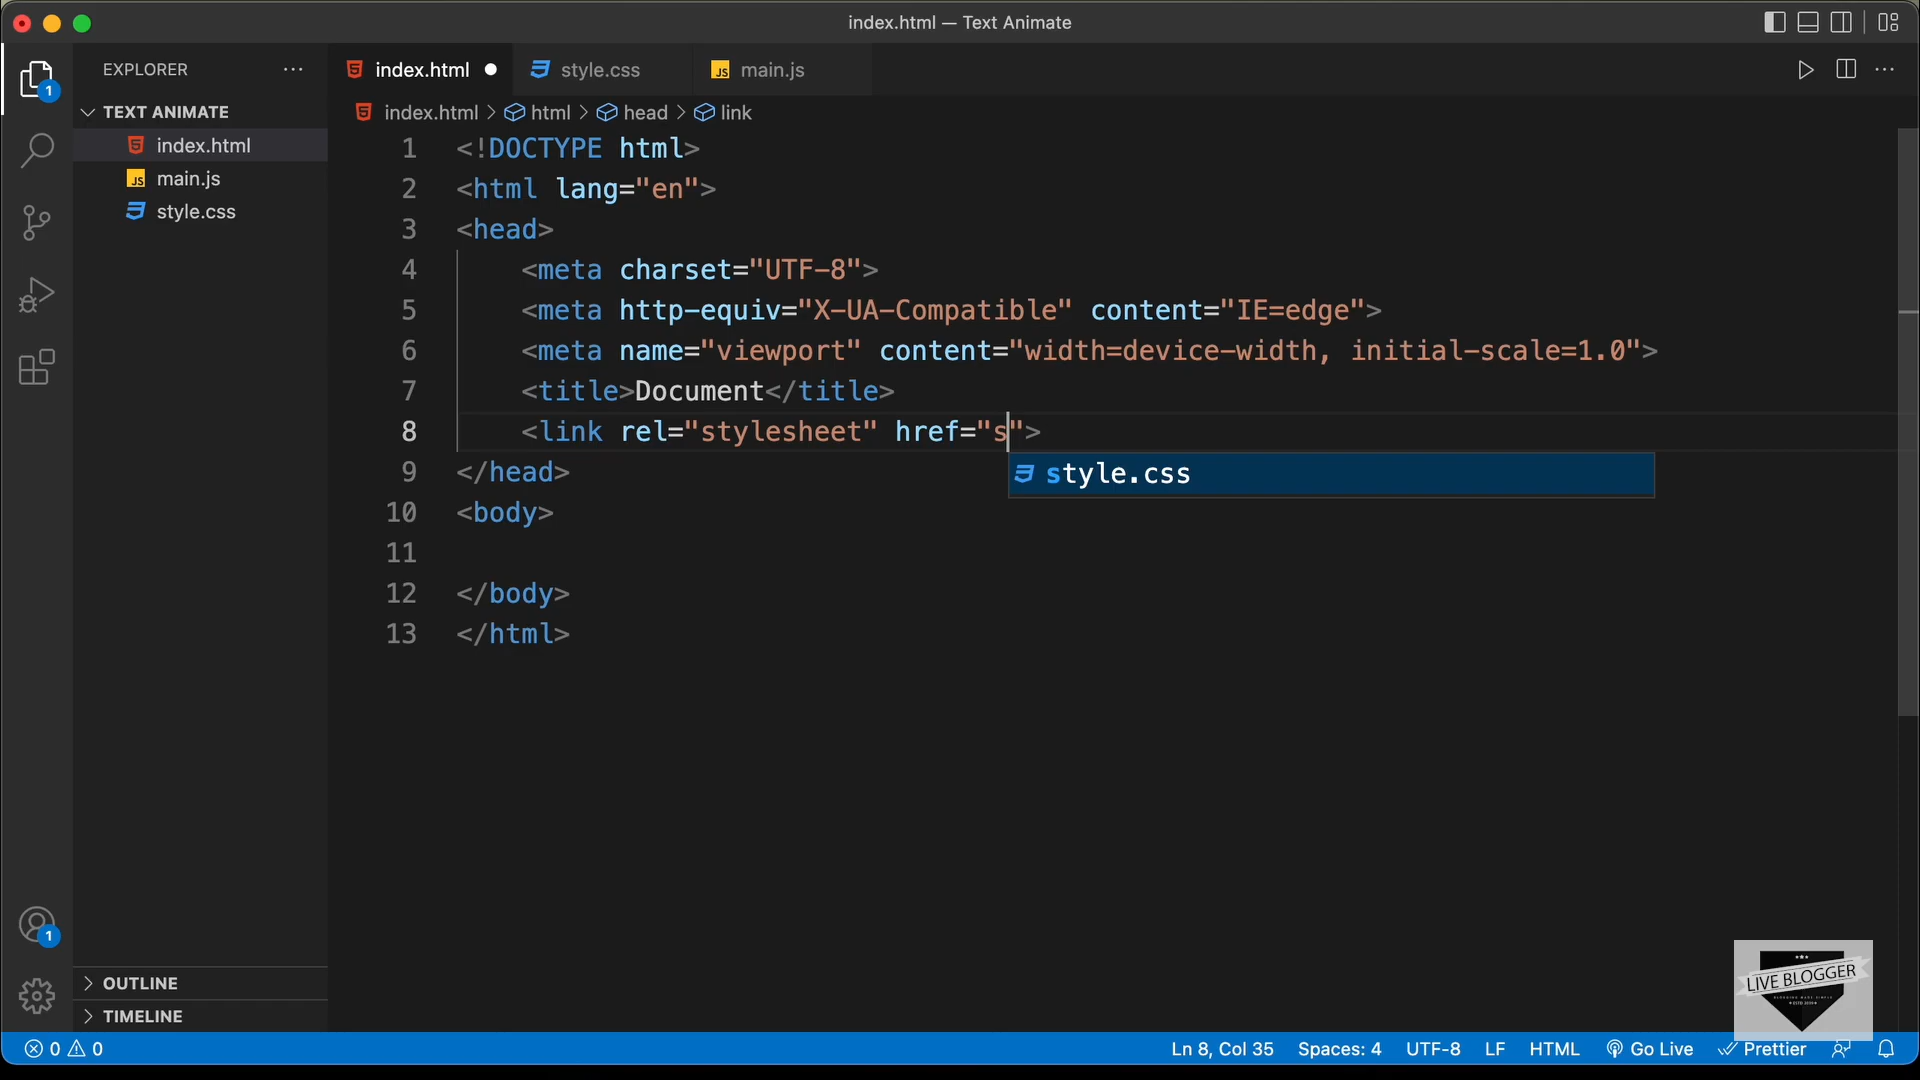 index.html — Text Animate
EXPLORER
1
TEXT ANIMATE
index.html
main.js
style.css
index.html
style.css
main.js
index.html > html > head > link
1 <!DOCTYPE html>
2 <html lang="en">
3 <head>
4 <meta charset="UTF-8">
5 <meta http-equiv="X-UA-Compatible" content="IE=edge">
6 <meta name="viewport" content="width=device-width, initial-scale=1.0">
7 <title>Document</title>
8 <link rel="stylesheet" href="s">
style.css
9 </head>
10 <body>
11
12 </body>
13 </html>
1
OUTLINE
TIMELINE
LIVE BLOGGER
BLOGGING MADE SIMPLE
0 0
Ln 8, Col 35 Spaces: 4 UTF-8 LF HTML Go Live Prettier